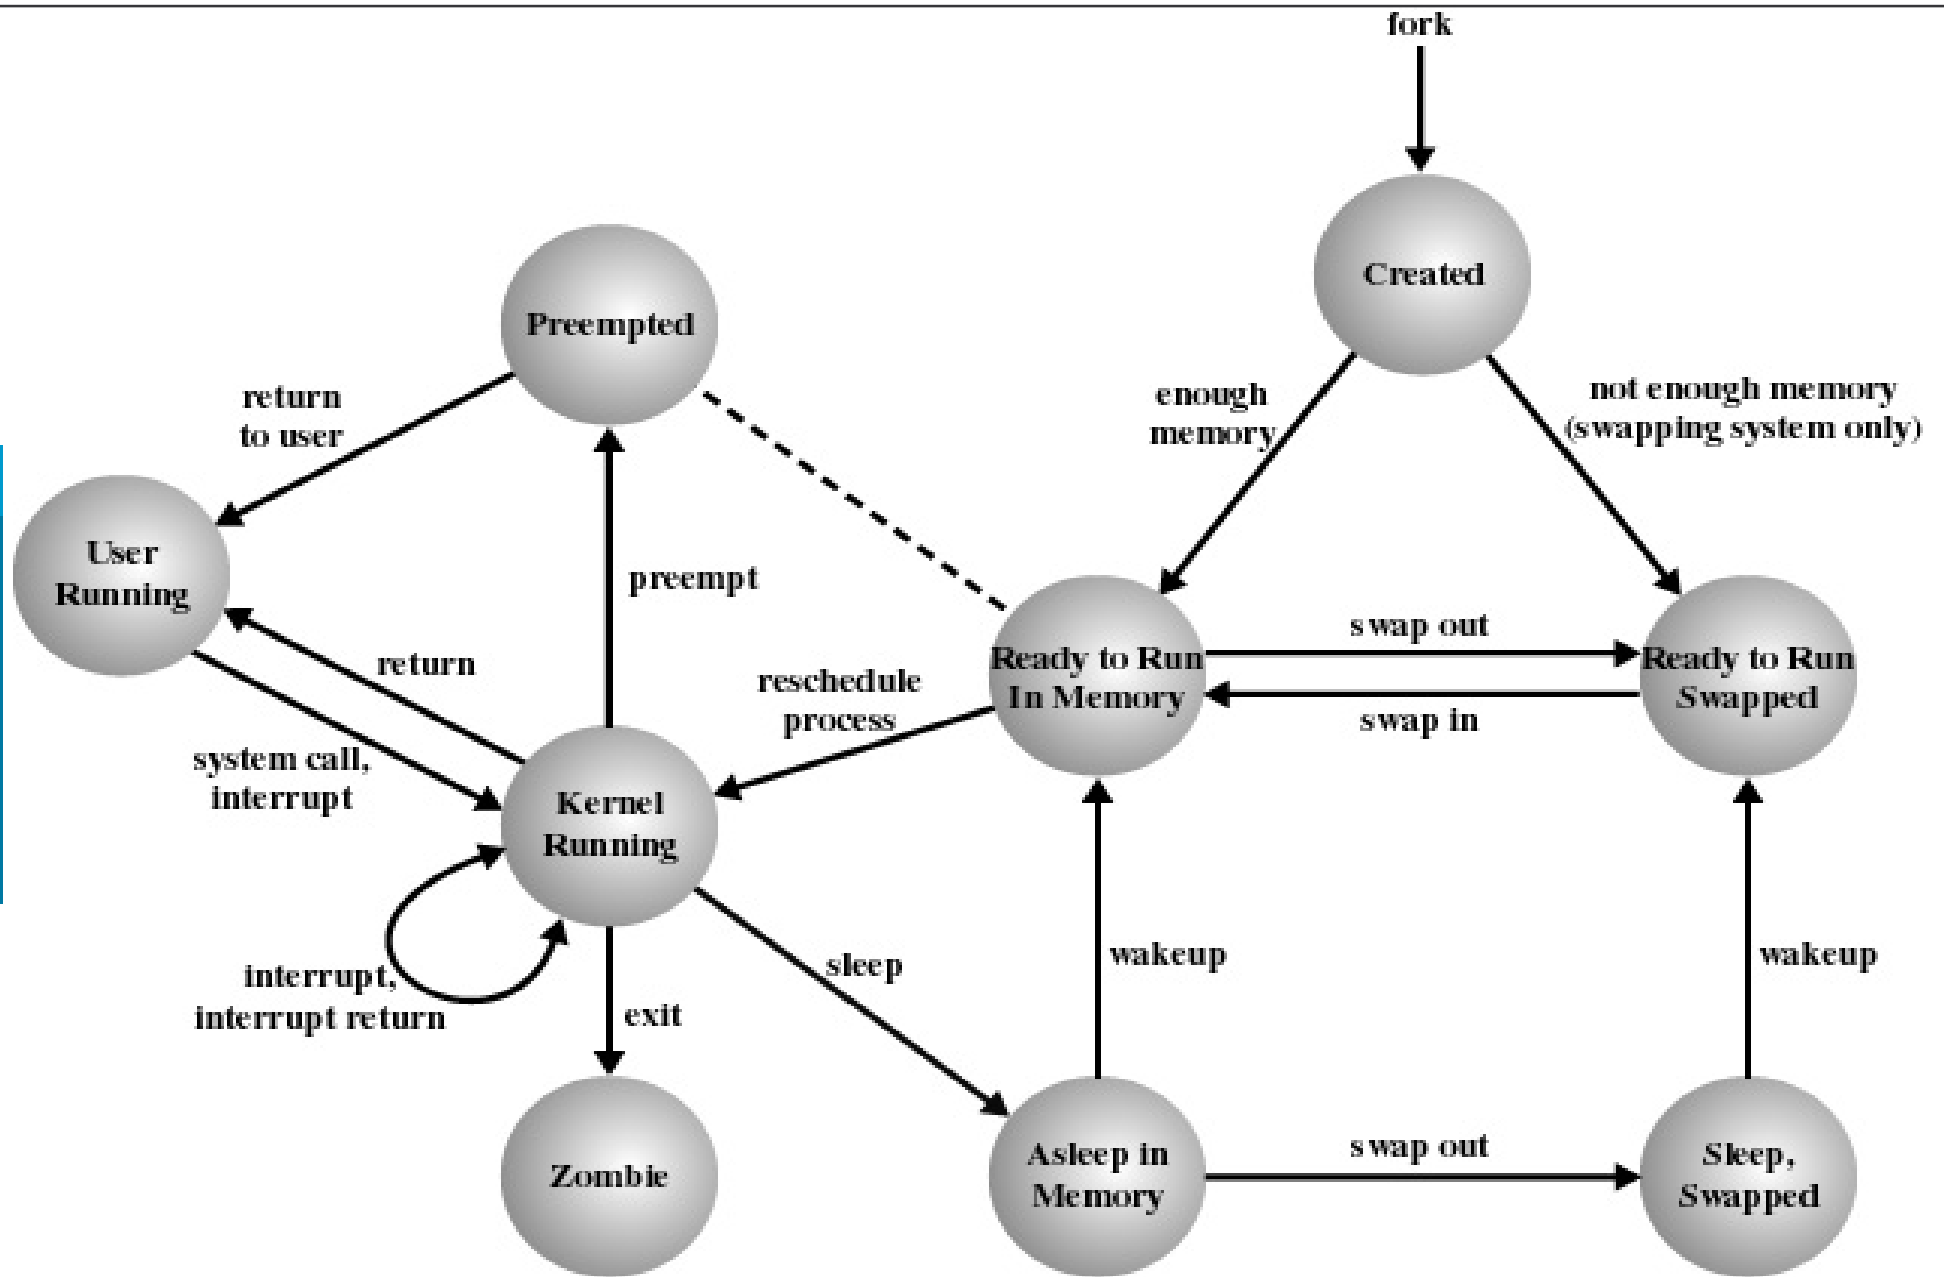 fork
Created
Preempted
enough
memory
not enough memory
(swapping system only)
return
to user
User
Running
preempt
return
reschedule
process
swap out
Ready to Run
In Memory
Ready to Run
Swapped
swap in
system call,
interrupt
Kernel
Running
interrupt,
interrupt return
sleep
wakeup
wakeup
exit
Zombie
Asleep in
Memory
swap out
Sleep,
Swapped